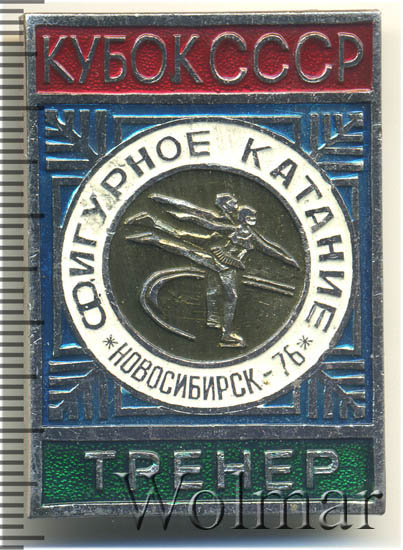 КУБОК СССР
ФИГУРНОЕ КАТАНИЕ
*НОВОСИБИРСК-76*
ТРЕНЕР
Wolmar